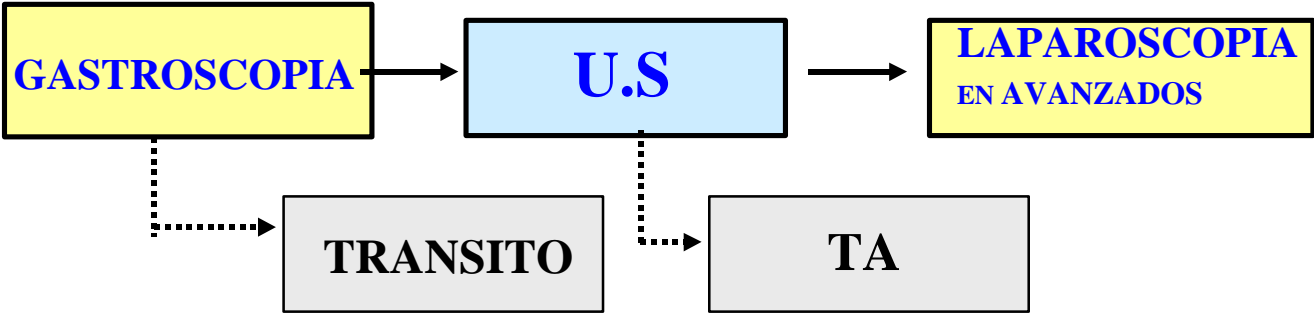 GASTROSCOPIA
U.S
LAPAROSCOPIA
EN AVANZADOS
TRANSITO
TA